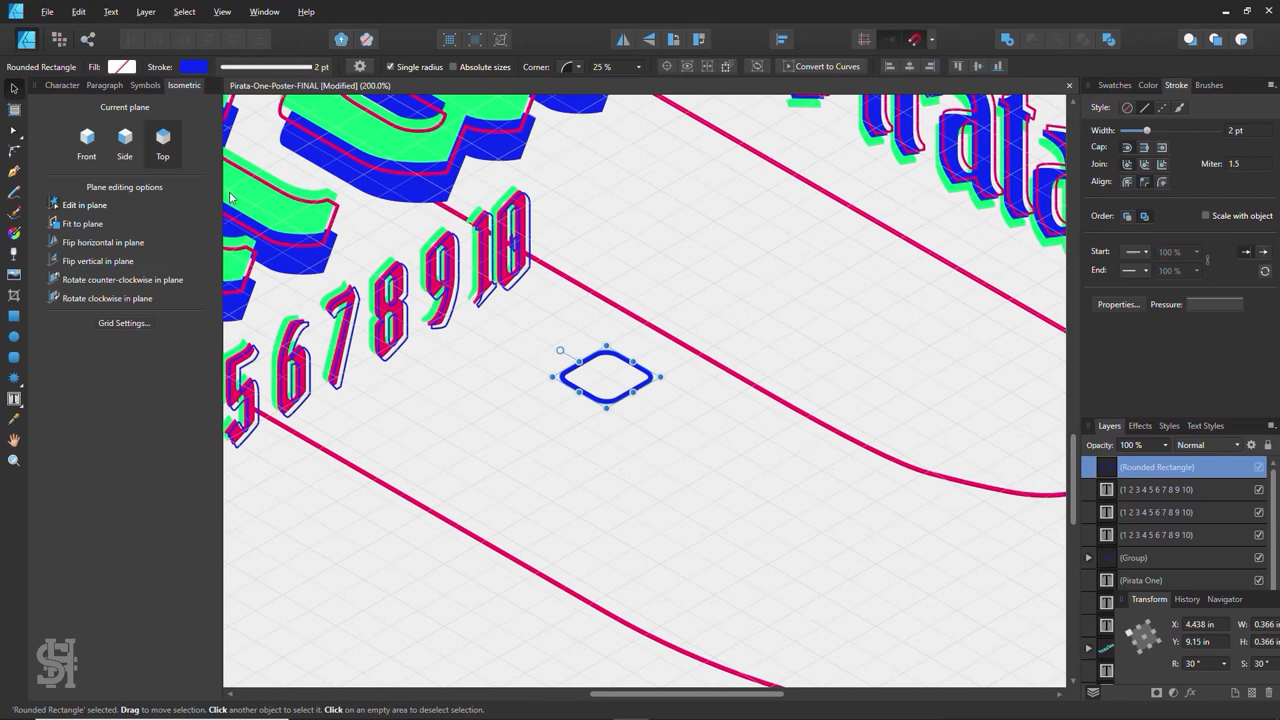 File Edit Text Layer Select View Window Help
Rounded Rectangle Fill: Stroke: 2 pt Single radius Absolute sizes Corner: 25 % Convert to Curves
Character Paragraph Symbols Isometric
Pirata-One-Poster-FINAL [Modified] (200.0%)
Current plane
Front Side Top
Plane editing options
Edit in plane
Fit to plane
Flip horizontal in plane
Flip vertical in plane
Rotate counter-clockwise in plane
Rotate clockwise in plane
Grid Settings...
5 6 7 8 9 10
Swatches Color Stroke Brushes
Style:
Width: 2 pt
Cap:
Join: Miter: 1.5
Align:
Order: Scale with object
Start: 100 %
End: 100 %
Properties... Pressure:
Layers Effects Styles Text Styles
Opacity: 100 % Normal
(Rounded Rectangle)
(1 2 3 4 5 6 7 8 9 10)
(1 2 3 4 5 6 7 8 9 10)
(1 2 3 4 5 6 7 8 9 10)
(Group)
(Pirata One)
Transform History Navigator
X: 4.438 in W: 0.366 in
Y: 9.15 in H: 0.366 in
R: 30 ° S: 30 °
'Rounded Rectangle' selected. Drag to move selection. Click another object to select it. Click on an empty area to deselect selection.